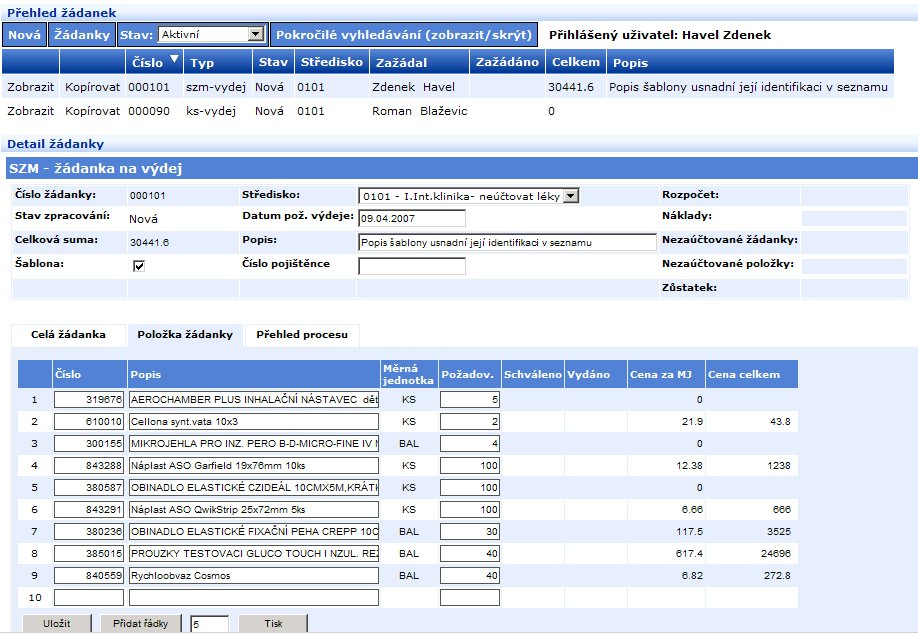 Přehled žádanek
Nová Žádanky Stav: Aktivní Pokročilé vyhledávání (zobrazit/skrýt) Přihlášený uživatel: Havel Zdenek
Číslo Typ Stav Středisko Zažádal Zažádáno Celkem Popis
Zobrazit Kopírovat 000101 szm-vydej Nová 0101 Zdenek Havel 30441.6 Popis šablony usnadní její identifikaci v seznamu
Zobrazit Kopírovat 000090 ks-vydej Nová 0101 Roman Blaževic 0
Detail žádanky
SZM - žádanka na výdej
Číslo žádanky: 000101 Středisko: 0101 - I.Int.klinika- neúčtovat léky Rozpočet:
Stav zpracování: Nová Datum pož. výdeje: 09.04.2007 Náklady:
Celková suma: 30441.6 Popis: Popis šablony usnadní její identifikaci v seznamu Nezaúčtované žádanky:
Šablona: Číslo pojištěnce Nezaúčtované položky:
Zůstatek:
Celá žádanka Položka žádanky Přehled procesu
Číslo Popis Měrná jednotka Požadov. Schváleno Vydáno Cena za MJ Cena celkem
1 319676 AEROCHAMBER PLUS INHALAČNÍ NÁSTAVEC dět KS 5 0
2 610010 Cellona synt.vata 10x3 KS 2 21.9 43.8
3 300155 MIKROJEHLA PRO INZ. PERO B-D-MICRO-FINE IV BAL 4 0
4 843288 Náplast ASO Garfield 19x76mm 10ks KS 100 12.38 1238
5 380587 OBINADLO ELASTICKÉ CZIDEÁL 10CMX5M,KRÁTK KS 100 0
6 843291 Náplast ASO QwikStrip 25x72mm 5ks KS 100 6.66 666
7 380236 OBINADLO ELASTICKÉ FIXAČNÍ PEHA CREPP 10C BAL 30 117.5 3525
8 385015 PROUZKY TESTOVACI GLUCO TOUCH I NZUL. REZ BAL 40 617.4 24696
9 840559 Rychloobvaz Cosmos BAL 40 6.82 272.8
10
Uložit Přidat řádky 5 Tisk